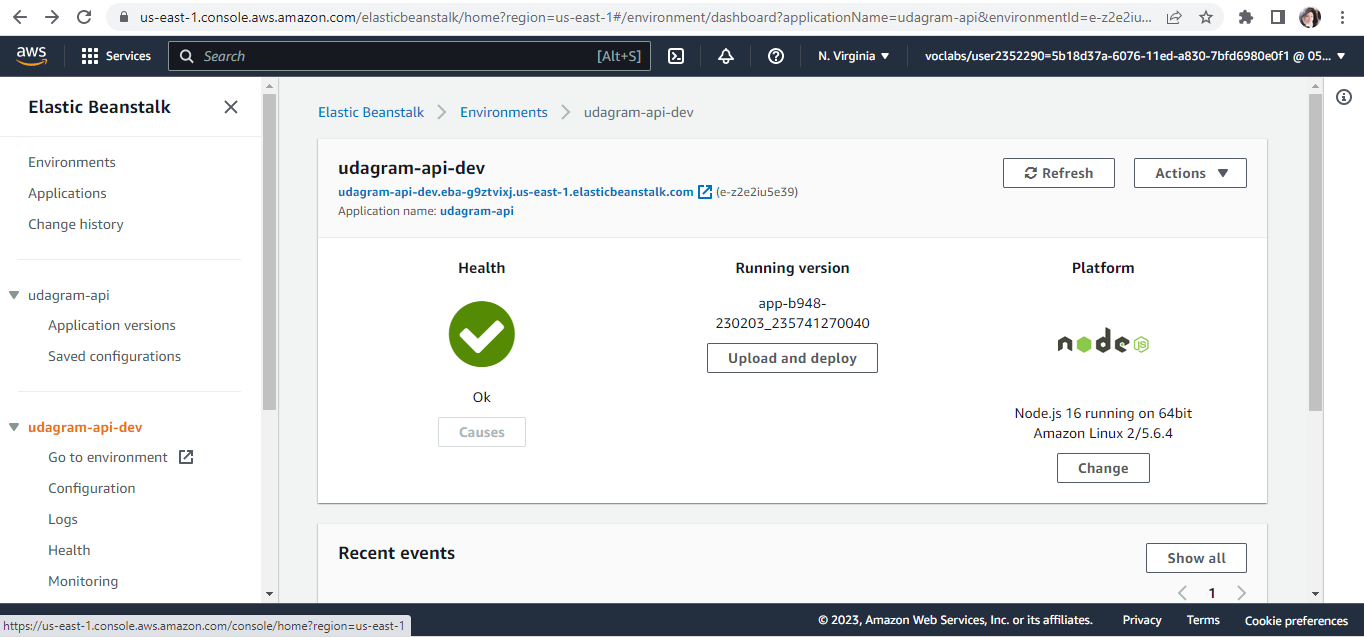 us-east-1.console.aws.amazon.com/elasticbeanstalk/home?region=us-east-1#/environment/dashboard?applicationName=udagram-api&environmentId=e-z2e2iu...
aws
Services
Search
[Alt+S]
N. Virginia
voclabs/user2352290=5b18d37a-6076-11ed-a830-7bfd6980e0f1 @ 05...
Elastic Beanstalk
Environments
Applications
Change history
udagram-api
Application versions
Saved configurations
udagram-api-dev
Go to environment
Configuration
Logs
Health
Monitoring
Elastic Beanstalk
Environments
udagram-api-dev
udagram-api-dev
udagram-api-dev.eba-g9ztvixj.us-east-1.elasticbeanstalk.com (e-z2e2iu5e39)
Application name: udagram-api
Refresh
Actions
Health
Ok
Causes
Running version
app-b948-
230203_235741270040
Upload and deploy
Platform
node JS
Node.js 16 running on 64bit
Amazon Linux 2/5.6.4
Change
Recent events
Show all
1
https://us-east-1.console.aws.amazon.com/console/home?region=us-east-1
© 2023, Amazon Web Services, Inc. or its affiliates.
Privacy
Terms
Cookie preferences